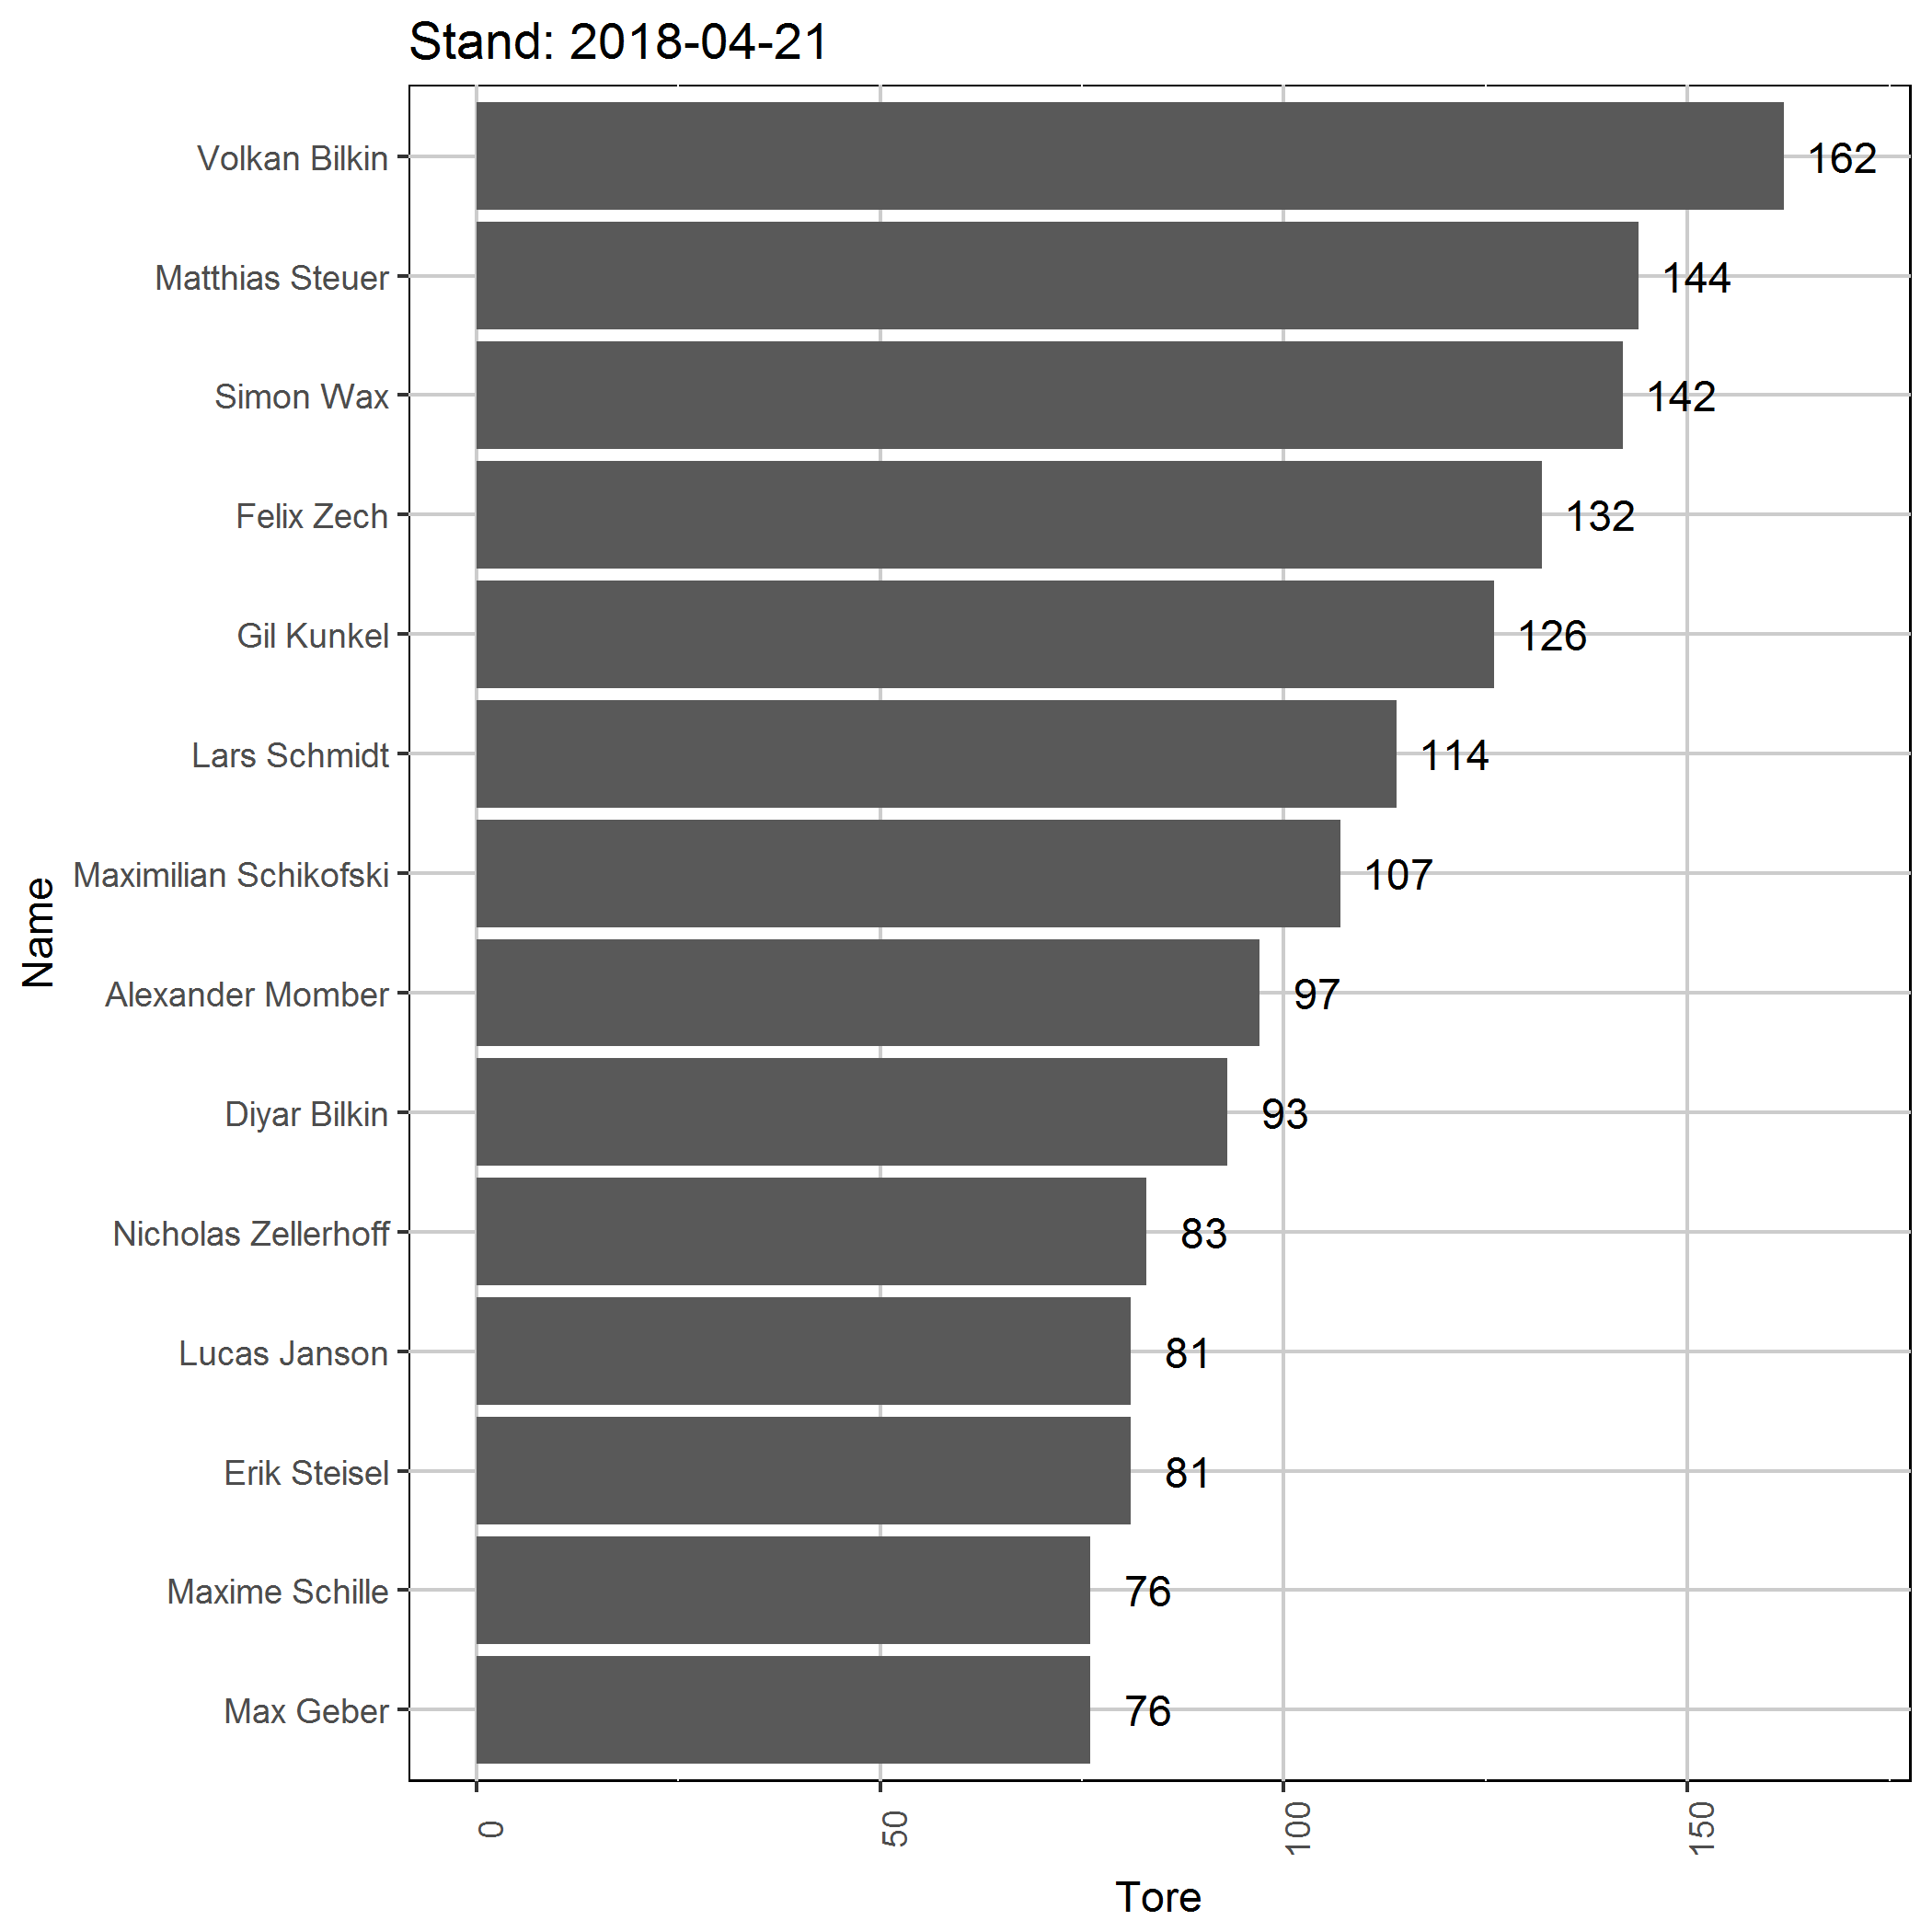 Stand: 2018-04-21
Volkan Bilkin 162
Matthias Steuer 144
Simon Wax 142
Felix Zech 132
Gil Kunkel 126
Lars Schmidt 114
Maximilian Schikofski 107
Alexander Momber 97
Diyar Bilkin 93
Nicholas Zellerhoff 83
Lucas Janson 81
Erik Steisel 81
Maxime Schille 76
Max Geber 76
Name
0 50 100 150
Tore